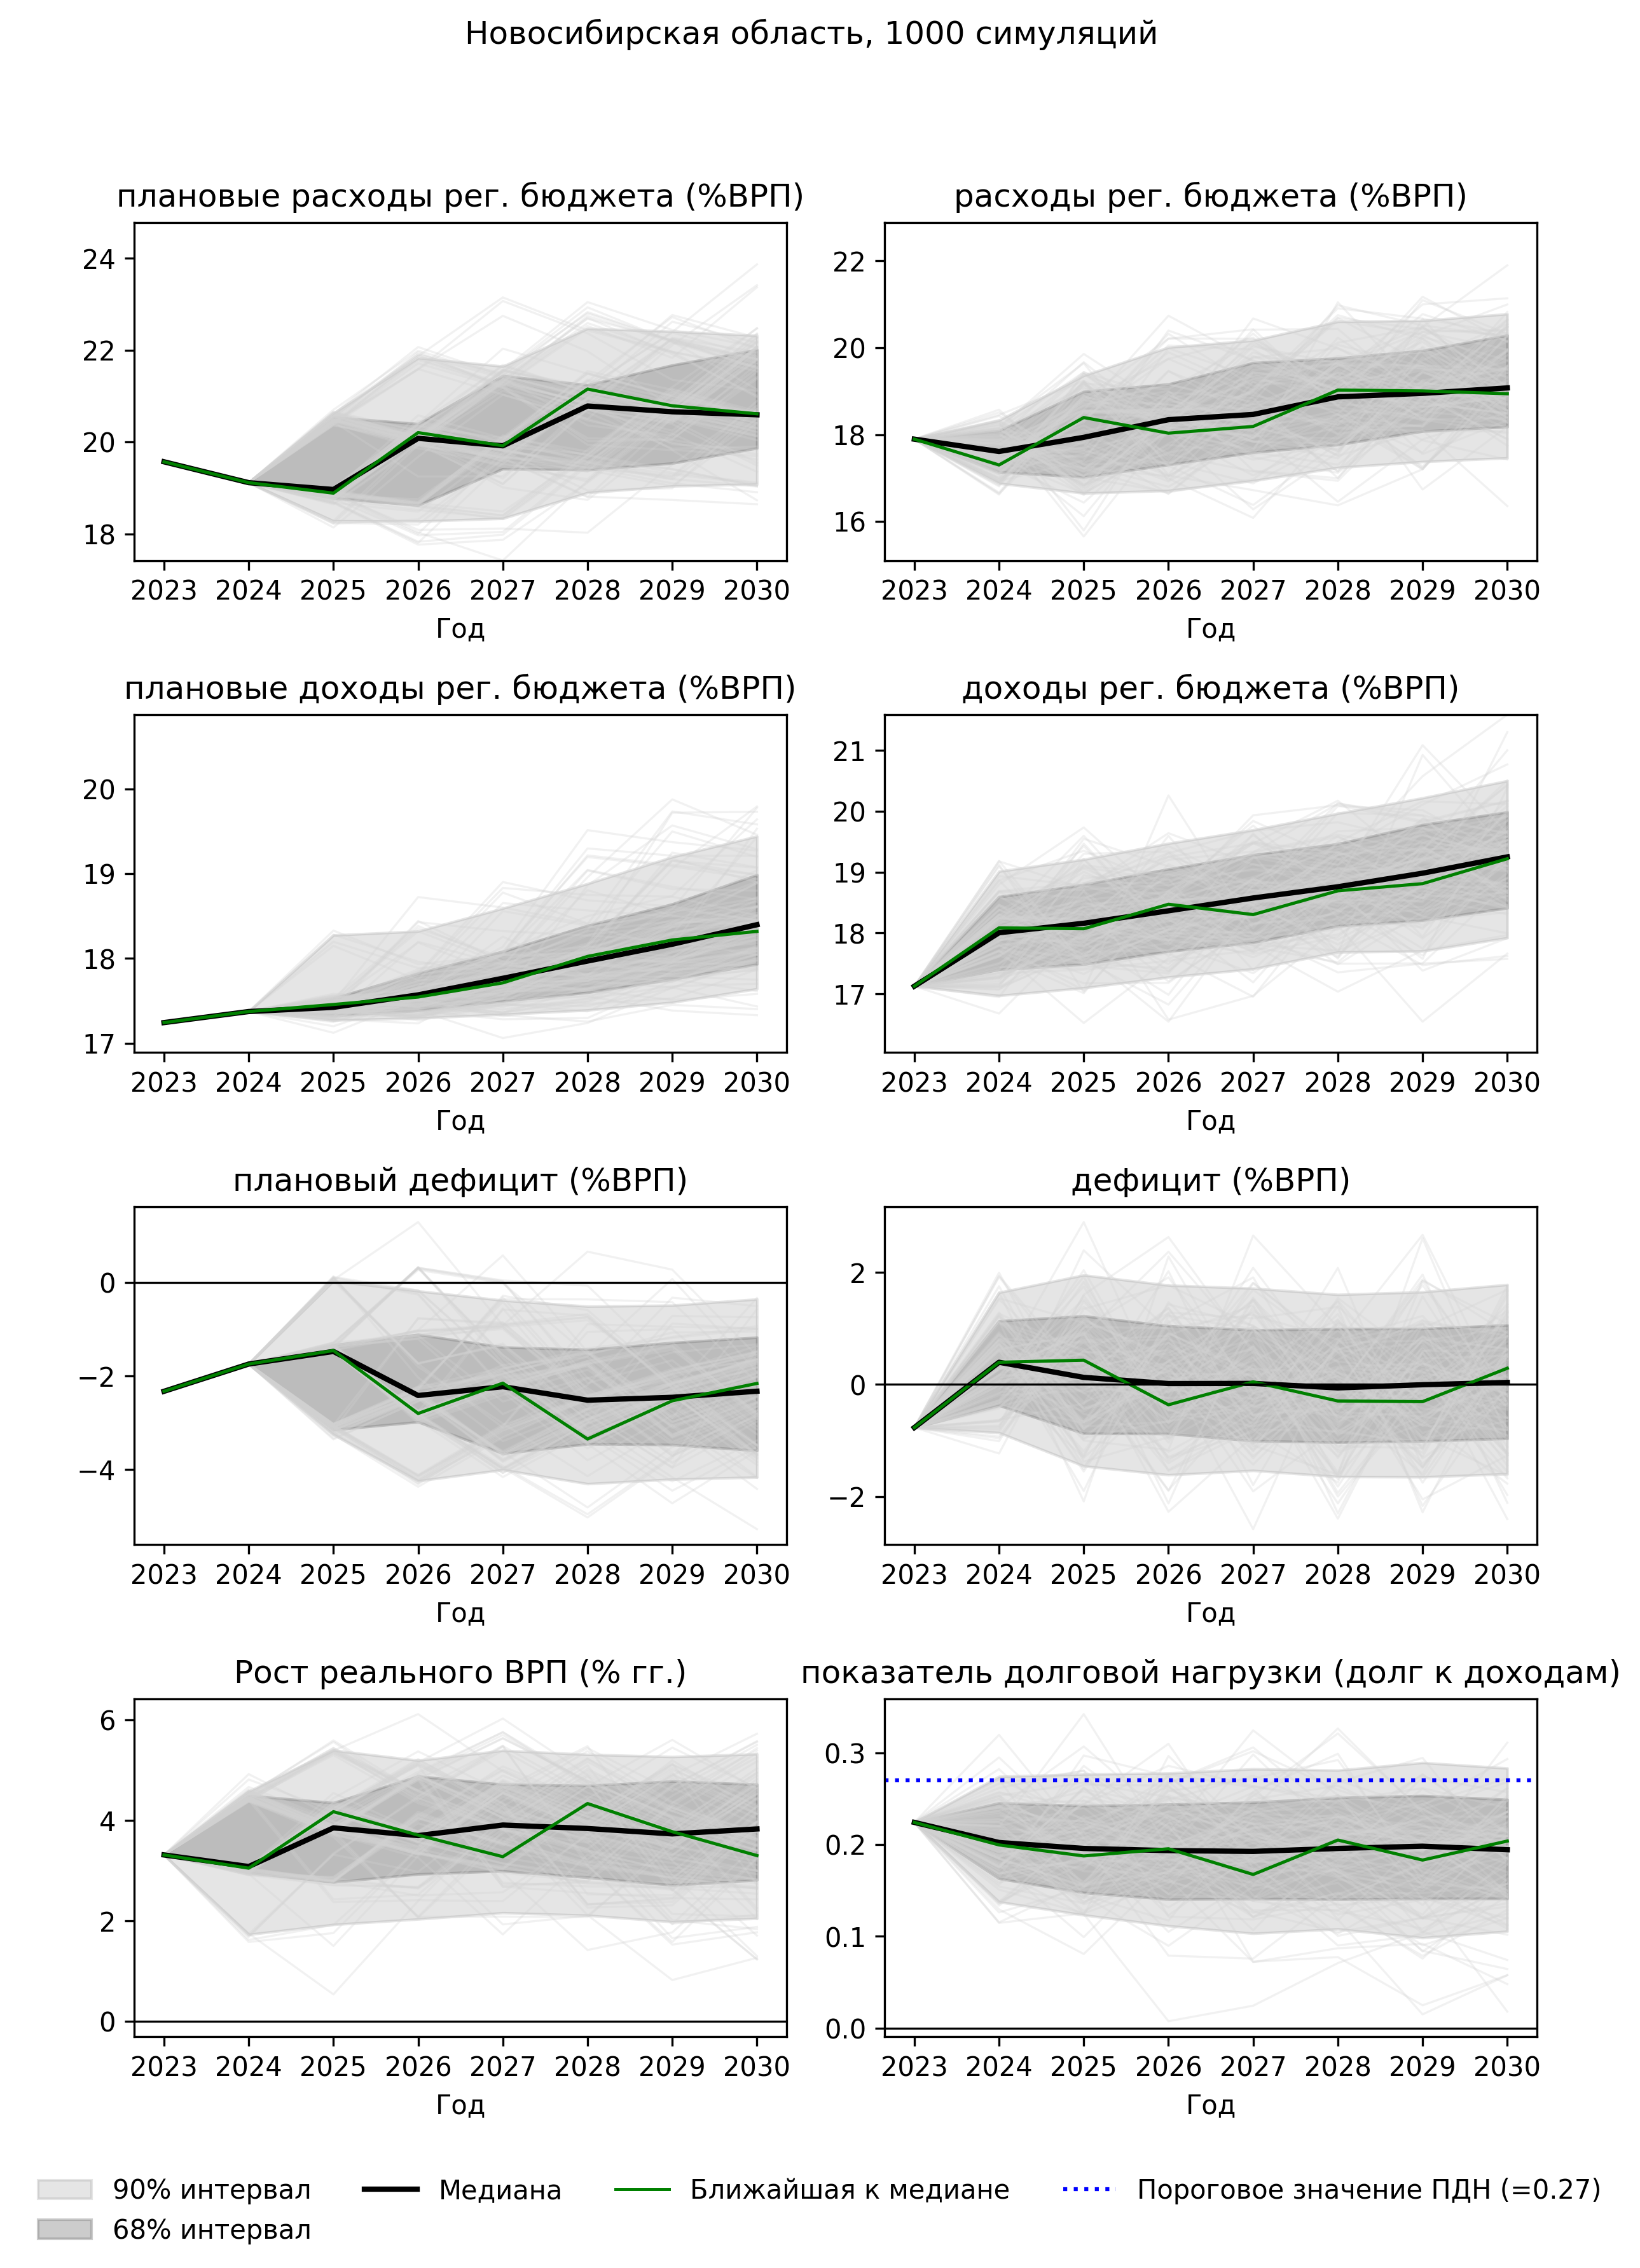 Новосибирская область, 1000 симуляций
плановые расходы рег. бюджета (%ВРП)
24
22
20
18
2023 2024 2025 2026 2027 2028 2029 2030
Год
расходы рег. бюджета (%ВРП)
22
20
18
16
2023 2024 2025 2026 2027 2028 2029 2030
Год
плановые доходы рег. бюджета (%ВРП)
20
19
18
17
2023 2024 2025 2026 2027 2028 2029 2030
Год
доходы рег. бюджета (%ВРП)
21
20
19
18
17
2023 2024 2025 2026 2027 2028 2029 2030
Год
плановый дефицит (%ВРП)
0
−2
−4
2023 2024 2025 2026 2027 2028 2029 2030
Год
дефицит (%ВРП)
2
0
−2
2023 2024 2025 2026 2027 2028 2029 2030
Год
Рост реального ВРП (% гг.)
6
4
2
0
2023 2024 2025 2026 2027 2028 2029 2030
Год
показатель долговой нагрузки (долг к доходам)
0.3
0.2
0.1
0.0
2023 2024 2025 2026 2027 2028 2029 2030
Год
90% интервал
68% интервал
Медиана
Ближайшая к медиане
Пороговое значение ПДН (=0.27)